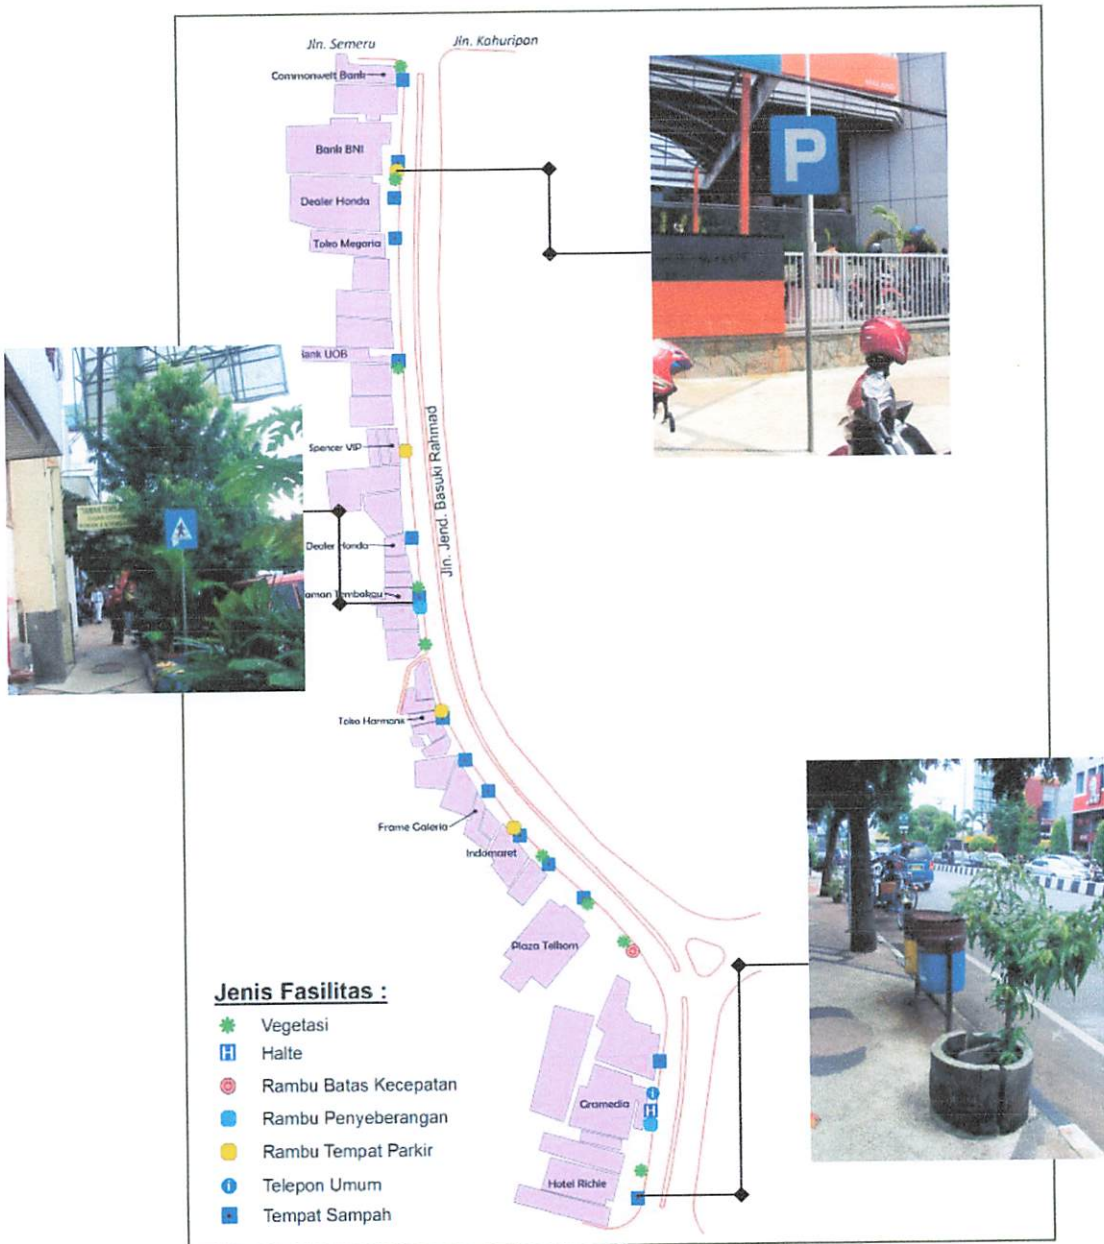 Jln. Semeru
Jln. Kahuripan
Commonwelt Bank
Bank BNI
Dealer Honda
Toko Megaria
Bank UOB
Spencer VIP
Jln. Jend. Basuki Rahmad
Dealer Honda
aman Tembakau
Toko Harmonis
Frame Galeria
Indomaret
Plaza Telkom
Gramedia
H
Hotel Richie
P
Jenis Fasilitas :
Vegetasi
H Halte
Rambu Batas Kecepatan
Rambu Penyeberangan
Rambu Tempat Parkir
Telepon Umum
Tempat Sampah